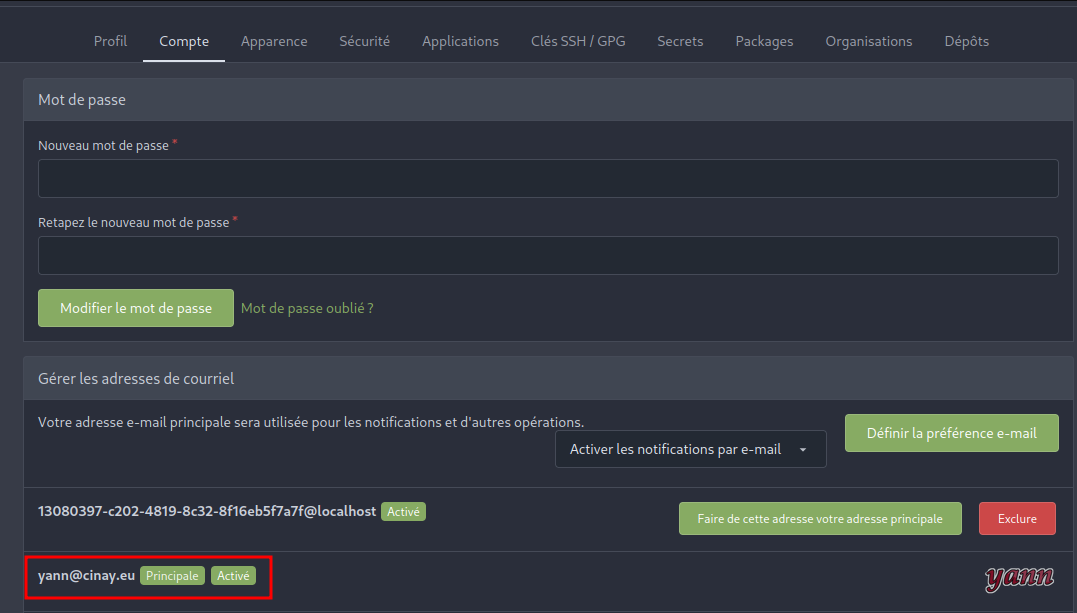 Profil Compte Apparence Sécurité Applications Clés SSH / GPG Secrets Packages Organisations Dépôts
Mot de passe
Nouveau mot de passe *
Retapez le nouveau mot de passe *
Modifier le mot de passe Mot de passe oublié ?
Gérer les adresses de courriel
Votre adresse e-mail principale sera utilisée pour les notifications et d'autres opérations.
Activer les notifications par e-mail Définir la préférence e-mail
13080397-c202-4819-8c32-8f16eb5f7a7f@localhost Activé Faire de cette adresse votre adresse principale Exclure
yann@cinay.eu Principale Activé yann